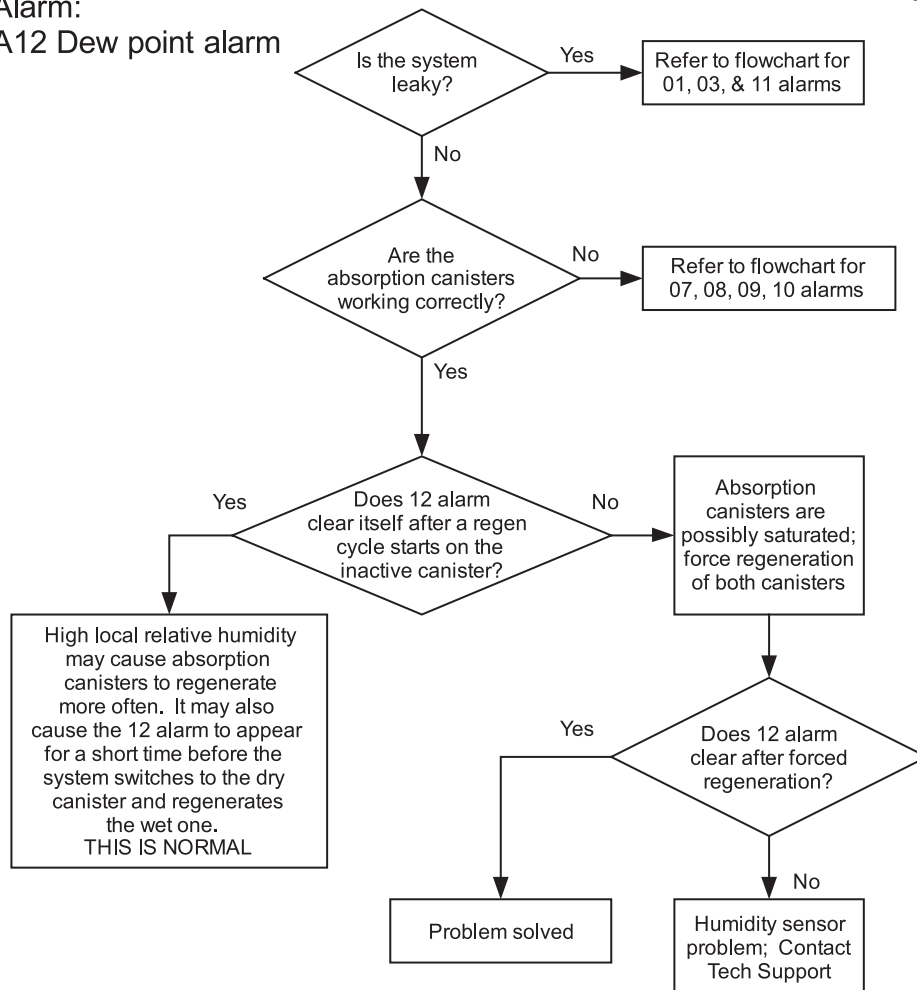 Alarm:
A12 Dew point alarm
Is the system
leaky?
Yes
Refer to flowchart for
01, 03, & 11 alarms
No
Are the
absorption canisters
working correctly?
No
Refer to flowchart for
07, 08, 09, 10 alarms
Yes
Does 12 alarm
clear itself after a regen
cycle starts on the
inactive canister?
Yes
No
Absorption
canisters are
possibly saturated;
force regeneration
of both canisters
High local relative humidity
may cause absorption
canisters to regenerate
more often. It may also
cause the 12 alarm to appear
for a short time before the
system switches to the dry
canister and regenerates
the wet one.
THIS IS NORMAL
Does 12 alarm
clear after forced
regeneration?
Yes
No
Problem solved
Humidity sensor
problem; Contact
Tech Support